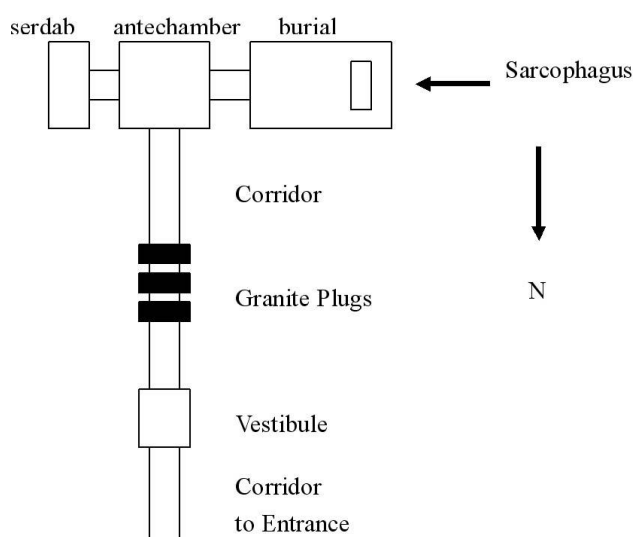 serdab antechamber burial
Sarcophagus
Corridor
Granite Plugs
N
Vestibule
Corridor
to Entrance